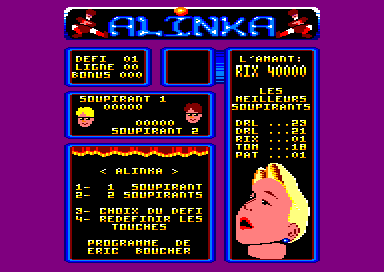 ALINKA
DEFI 01
LIGNE 00
BONUS 000
SOUPIRANT 1
00000
00000
SOUPIRANT 2
< ALINKA >
1- 1 SOUPIRANT
2- 2 SOUPIRANTS
3- CHOIX DU DEFI
4- REDEFINIR LES
TOUCHES
PROGRAMME DE
ERIC BOUCHER
L'AMANT:
RIX 40000
LES
MEILLEURS
SOUPIRANTS
DRL ...23
DRL ...21
RIX ...01
TOM ...18
PAT ...01